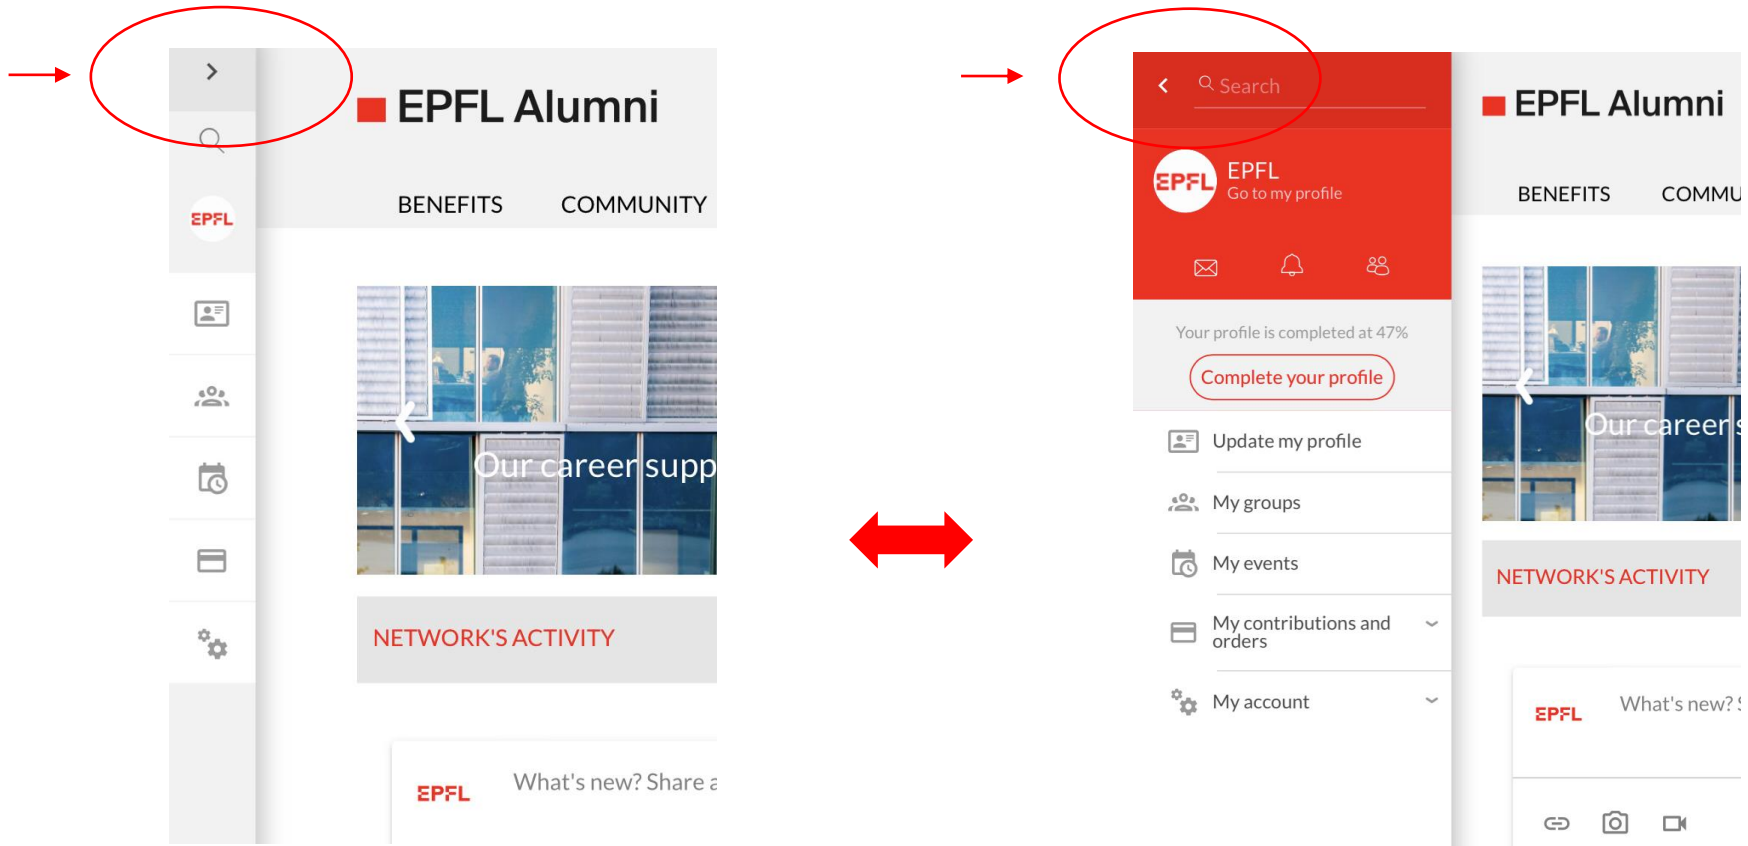 EPFL Alumni
EPFL
BENEFITS COMMUNITY
Our career supp
NETWORK'S ACTIVITY
EPFL What's new? Share a
Search
EPFL
EPFL
Go to my profile
Your profile is completed at 47%
Complete your profile
Update my profile
My groups
My events
My contributions and
orders
My account
EPFL Alumni
BENEFITS COMMU
Our career s
NETWORK'S ACTIVITY
What's new? S
EPFL